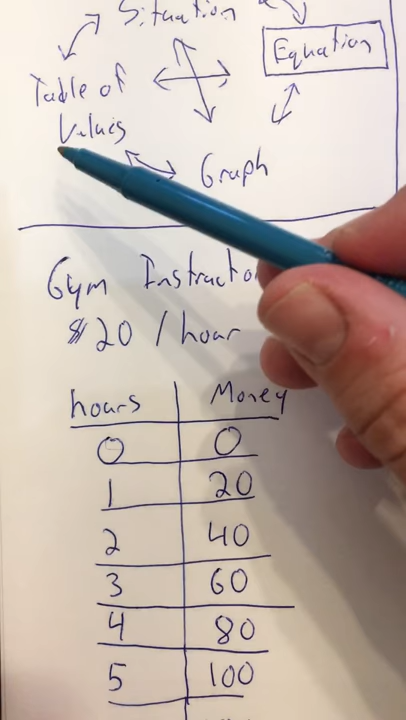 Situation
Equation
Table of
Values
Graph
Gym Instructor
$20 / hour
hours Money
0 0
1 20
2 40
3 60
4 80
5 100